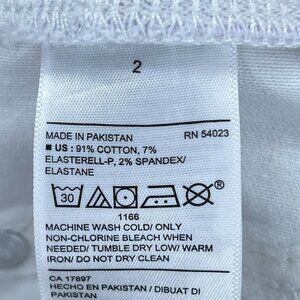 2
MADE IN PAKISTAN RN 54023
■ US : 91% COTTON, 7%
ELASTERELL-P, 2% SPANDEX/
ELASTANE
30 ®
1166
MACHINE WASH COLD/ ONLY
NON-CHLORINE BLEACH WHEN
NEEDED/ TUMBLE DRY LOW/ WARM
IRON/ DO NOT DRY CLEAN
CA 17897
HECHO EN PAKISTAN / DIBUAT DI
PAKISTAN